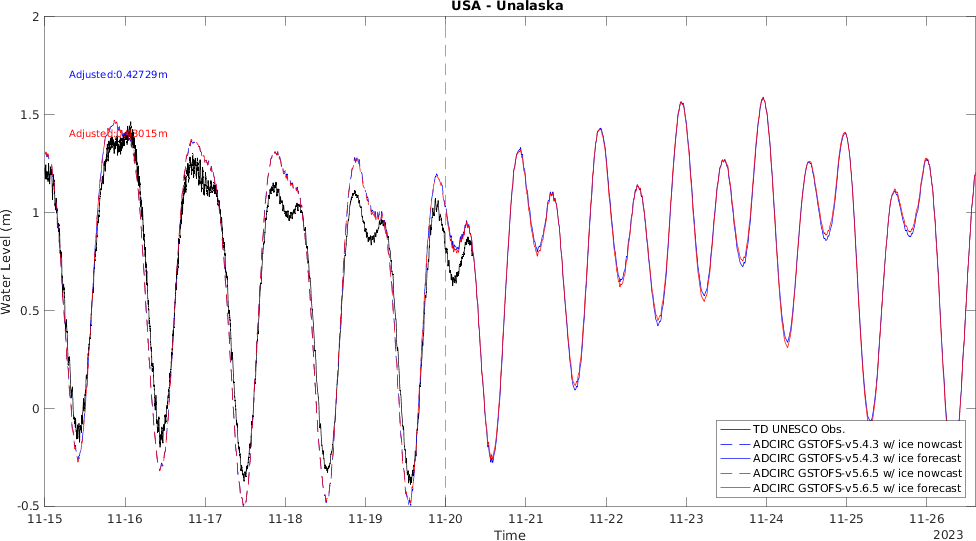 USA - Unalaska
2
1.5
1
0.5
0
-0.5
Water Level (m)
Adjusted:0.42729m
3015m
TD UNESCO Obs.
ADCIRC GSTOFS-v5.4.3 w/ ice nowcast
ADCIRC GSTOFS-v5.4.3 w/ ice forecast
ADCIRC GSTOFS-v5.6.5 w/ ice nowcast
ADCIRC GSTOFS-v5.6.5 w/ ice forecast
11-15 11-16 11-17 11-18 11-19 11-20 11-21 11-22 11-23 11-24 11-25 11-26
Time
2023